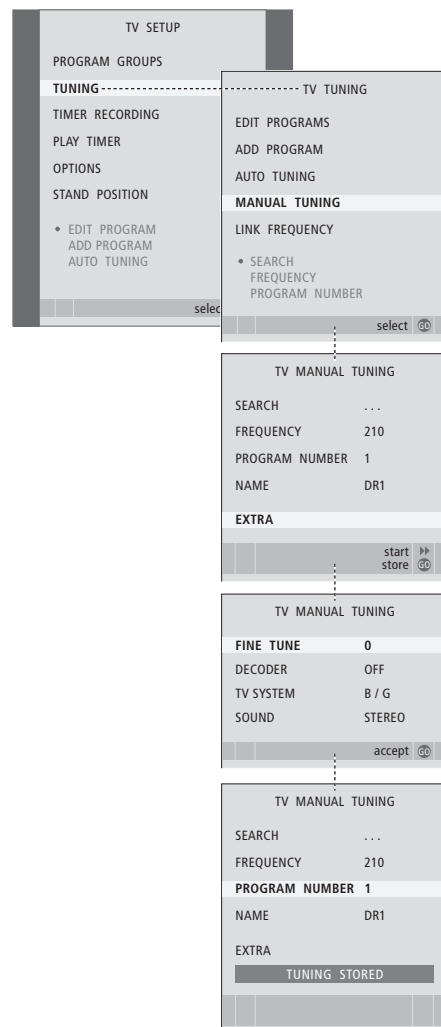 TV SETUP
PROGRAM GROUPS
TUNING
TIMER RECORDING
PLAY TIMER
OPTIONS
STAND POSITION
• EDIT PROGRAM
ADD PROGRAM
AUTO TUNING
selec
TV TUNING
EDIT PROGRAMS
ADD PROGRAM
AUTO TUNING
MANUAL TUNING
LINK FREQUENCY
• SEARCH
FREQUENCY
PROGRAM NUMBER
select GO
TV MANUAL TUNING
SEARCH ...
FREQUENCY 210
PROGRAM NUMBER 1
NAME DR1
EXTRA
start
store GO
TV MANUAL TUNING
FINE TUNE 0
DECODER OFF
TV SYSTEM B / G
SOUND STEREO
accept GO
TV MANUAL TUNING
SEARCH ...
FREQUENCY 210
PROGRAM NUMBER 1
NAME DR1
EXTRA
TUNING STORED